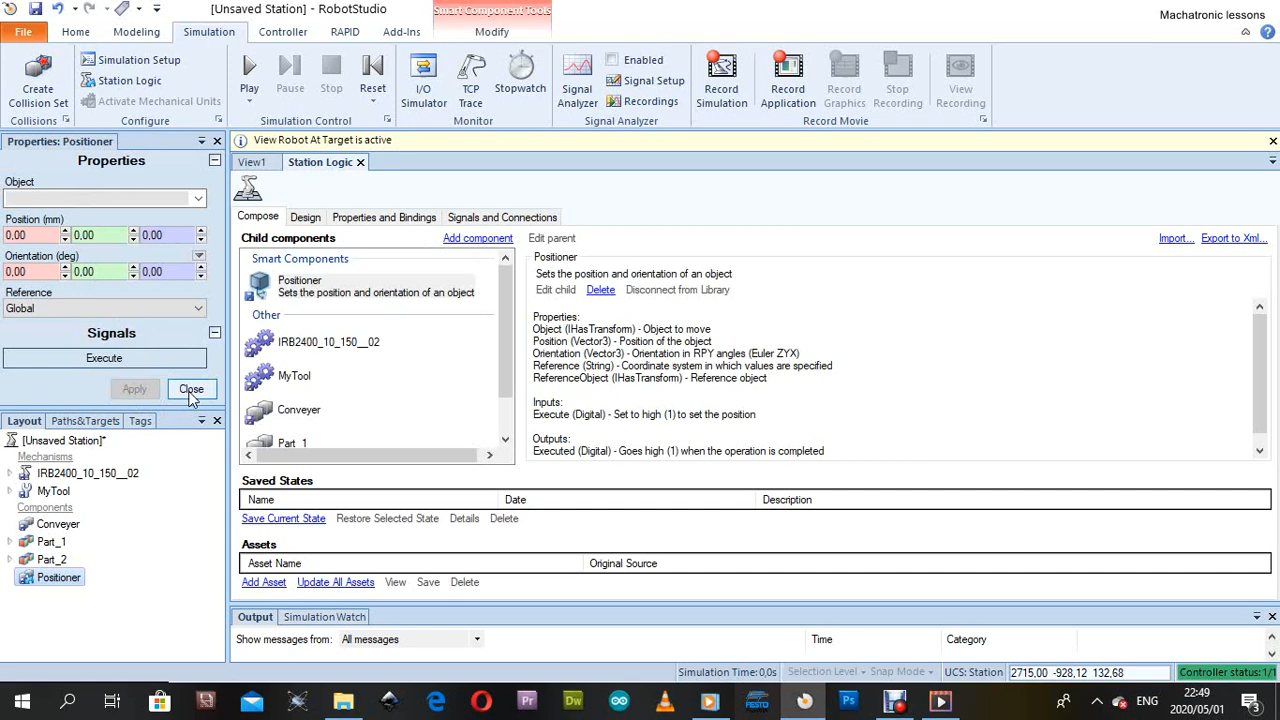 [Unsaved Station] - RobotStudio
Smart Component Tools
Machatronic lessons
File
Home
Modeling
Simulation
Controller
RAPID
Add-Ins
Modify
Create Collision Set
Simulation Setup
Station Logic
Activate Mechanical Units
Play
Pause
Stop
Reset
I/O Simulator
TCP Trace
Stopwatch
Signal Analyzer
Enabled
Signal Setup
Recordings
Record Simulation
Record Application
Record Graphics
Stop Recording
View Recording
Collisions
Configure
Simulation Control
Monitor
Signal Analyzer
Record Movie
Properties: Positioner
View Robot At Target is active
Properties
View1
Station Logic
Object
Position (mm)
0,00
0,00
0,00
Orientation (deg)
0,00
0,00
0,00
Reference
Global
Signals
Execute
Apply
Close
Compose
Design
Properties and Bindings
Signals and Connections
Child components
Add component
Edit parent
Import...
Export to Xml...
Smart Components
Positioner
Sets the position and orientation of an object
Other
IRB2400_10_150__02
MyTool
Conveyer
Part_1
Positioner
Sets the position and orientation of an object
Edit child
Delete
Disconnect from Library
Properties:
Object (IHasTransform) - Object to move
Position (Vector3) - Position of the object
Orientation (Vector3) - Orientation in RPY angles (Euler ZYX)
Reference (String) - Coordinate system in which values are specified
ReferenceObject (IHasTransform) - Reference object
Inputs:
Execute (Digital) - Set to high (1) to set the position
Outputs:
Executed (Digital) - Goes high (1) when the operation is completed
Layout
Paths&Targets
Tags
[Unsaved Station]*
Mechanisms
IRB2400_10_150__02
MyTool
Components
Conveyer
Part_1
Part_2
Positioner
Saved States
Name
Date
Description
Save Current State
Restore Selected State
Details
Delete
Assets
Asset Name
Original Source
Add Asset
Update All Assets
View
Save
Delete
Output
Simulation Watch
Show messages from:
All messages
Time
Category
Simulation Time: 0,0s
Selection Level
Snap Mode
UCS: Station
2715,00 -928,12 132,68
Controller status: 1/1
Pr
Dw
FESTO
Ps
ENG
22:49
2020/05/01
3